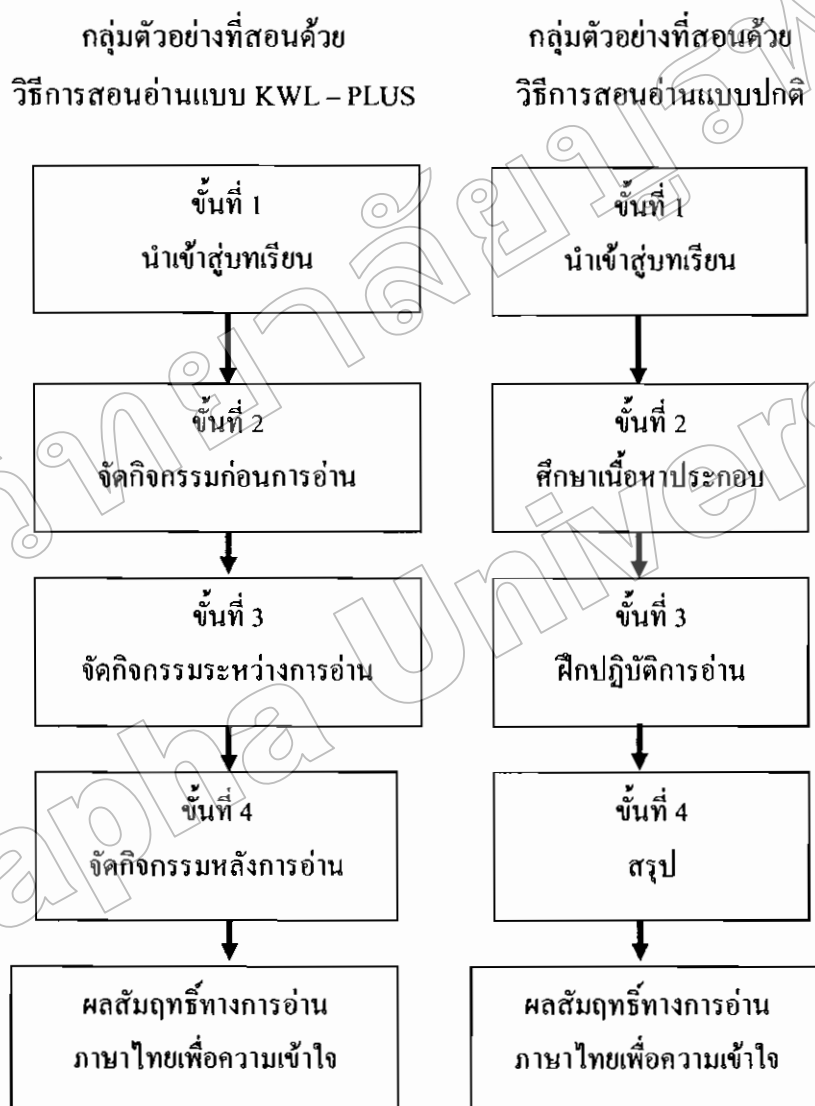 กลุ่มตัวอย่างที่สอนด้วย
วิธีการสอนอ่านแบบ KWL – PLUS
ขั้นที่ 1
นำเข้าสู่บทเรียน
ขั้นที่ 2
จัดกิจกรรมก่อนการอ่าน
ขั้นที่ 3
จัดกิจกรรมระหว่างการอ่าน
ขั้นที่ 4
จัดกิจกรรมหลังการอ่าน
ผลสัมฤทธิ์ทางการอ่าน
ภาษาไทยเพื่อความเข้าใจ
กลุ่มตัวอย่างที่สอนด้วย
วิธีการสอนอ่านแบบปกติ
ขั้นที่ 1
นำเข้าสู่บทเรียน
ขั้นที่ 2
ศึกษาเนื้อหาประกอบ
ขั้นที่ 3
ฝึกปฏิบัติการอ่าน
ขั้นที่ 4
สรุป
ผลสัมฤทธิ์ทางการอ่าน
ภาษาไทยเพื่อความเข้าใจ